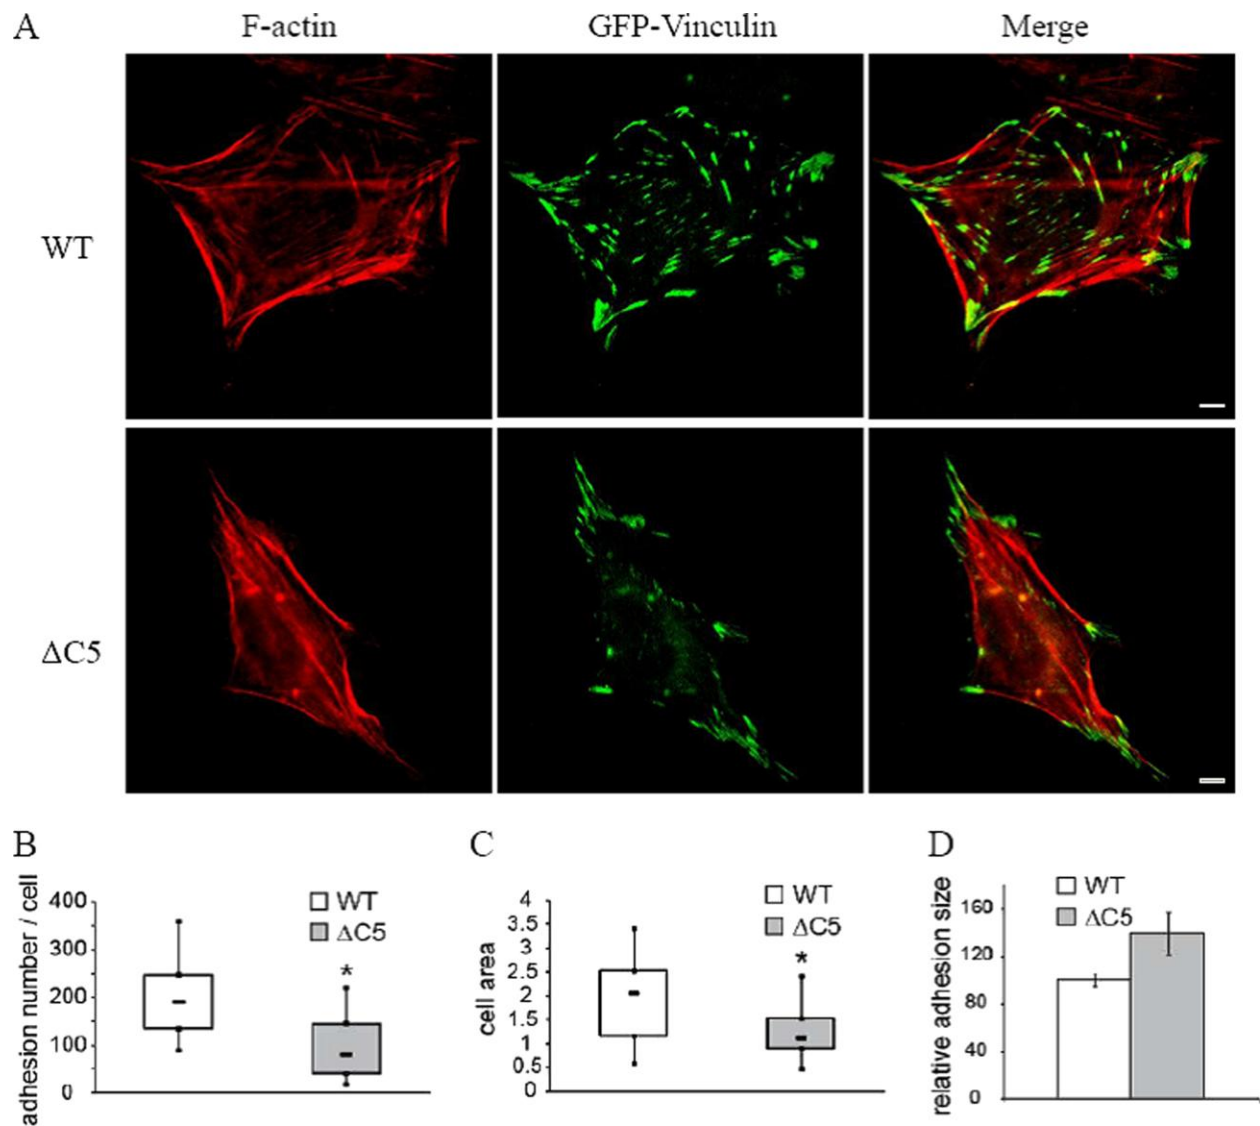 A
F-actin
GFP-Vinculin
Merge
WT
ΔC5
B
adhesion number / cell
400
300
200
100
0
WT
ΔC5
*
C
cell area
4
3.5
3
2.5
2
1.5
1
0.5
0
WT
ΔC5
*
D
relative adhesion size
160
120
80
40
0
WT
ΔC5